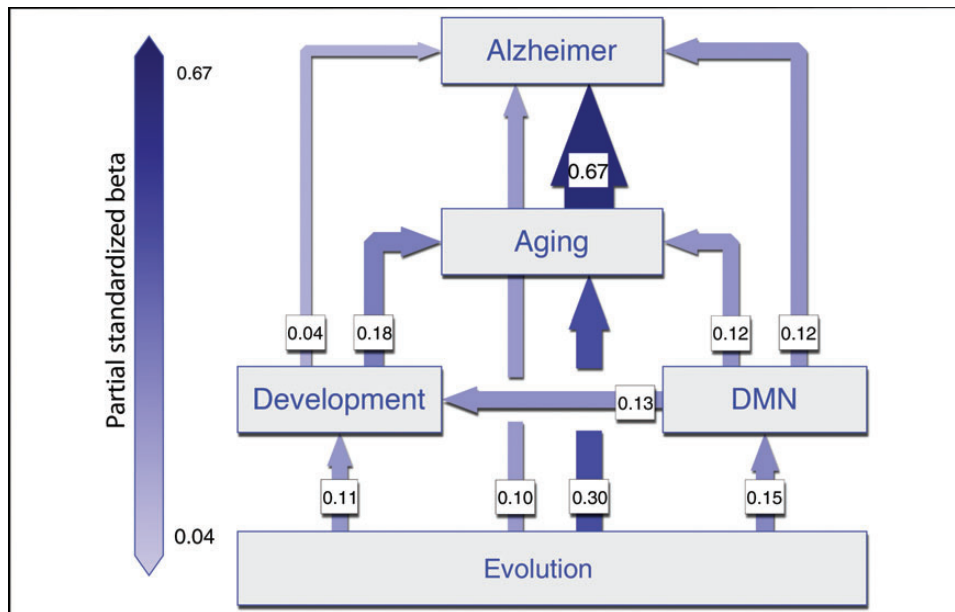 Alzheimer
0.67
Partial standardized beta
0.67
Aging
0.04
0.18
0.12
0.12
Development
0.13
DMN
0.11
0.10
0.30
0.15
0.04
Evolution